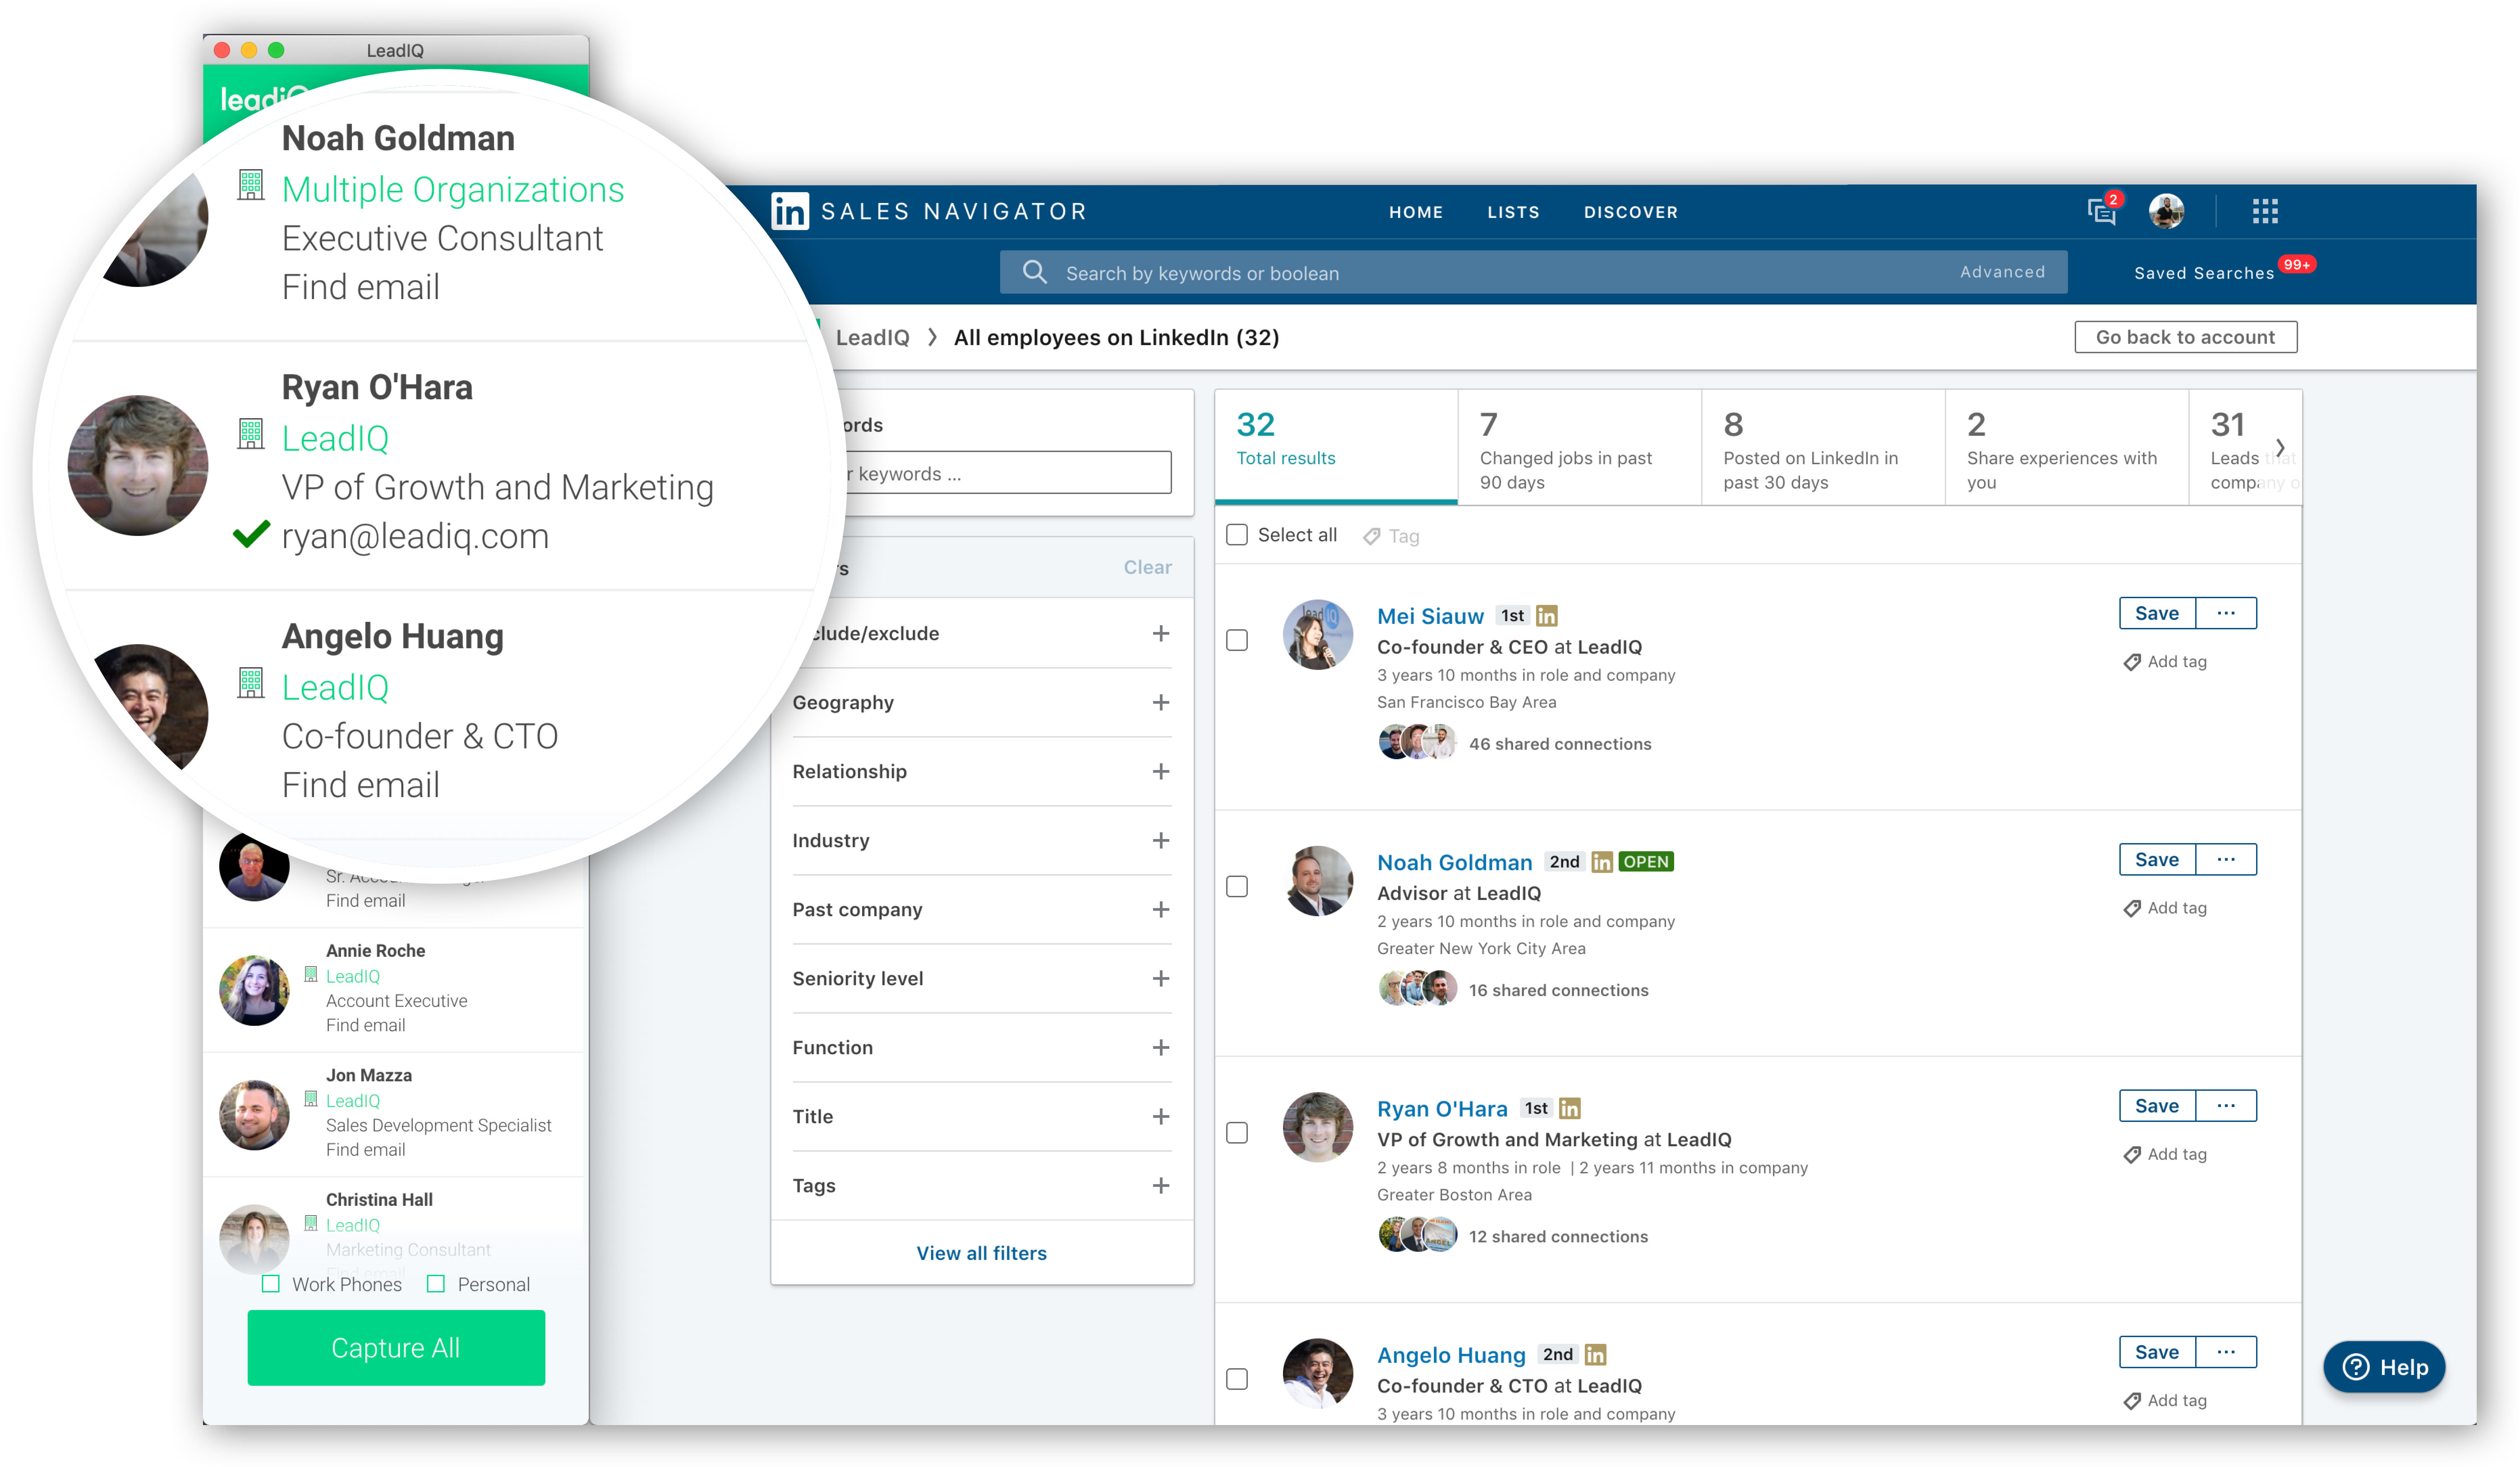 LeadIQ
leadiQ
Noah Goldman
Multiple Organizations
Executive Consultant
Find email
Ryan O'Hara
LeadIQ
VP of Growth and Marketing
ryan@leadiq.com
Angelo Huang
LeadIQ
Co-founder & CTO
Find email
Sr.
Find email
Annie Roche
LeadIQ
Account Executive
Find email
Jon Mazza
LeadIQ
Sales Development Specialist
Find email
Christina Hall
LeadIQ
Marketing Consultant
Find email
Work Phones Personal
Capture All
in SALES NAVIGATOR HOME LISTS DISCOVER 2
Search by keywords or boolean Advanced Saved Searches 99+
LeadIQ > All employees on LinkedIn (32) Go back to account
ords
r keywords ...
rs Clear
clude/exclude +
Geography +
Relationship +
Industry +
Past company +
Seniority level +
Function +
Title +
Tags +
View all filters
32
Total results
7
Changed jobs in past
90 days
8
Posted on LinkedIn in
past 30 days
2
Share experiences with
you
31
Leads that
company o
Select all Tag
Mei Siauw 1st in
Co-founder & CEO at LeadIQ
3 years 10 months in role and company
San Francisco Bay Area
46 shared connections
Save ...
Add tag
Noah Goldman 2nd in OPEN
Advisor at LeadIQ
2 years 10 months in role and company
Greater New York City Area
16 shared connections
Save ...
Add tag
Ryan O'Hara 1st in
VP of Growth and Marketing at LeadIQ
2 years 8 months in role | 2 years 11 months in company
Greater Boston Area
12 shared connections
Save ...
Add tag
Angelo Huang 2nd in
Co-founder & CTO at LeadIQ
3 years 10 months in role and company
Save ...
Add tag
? Help